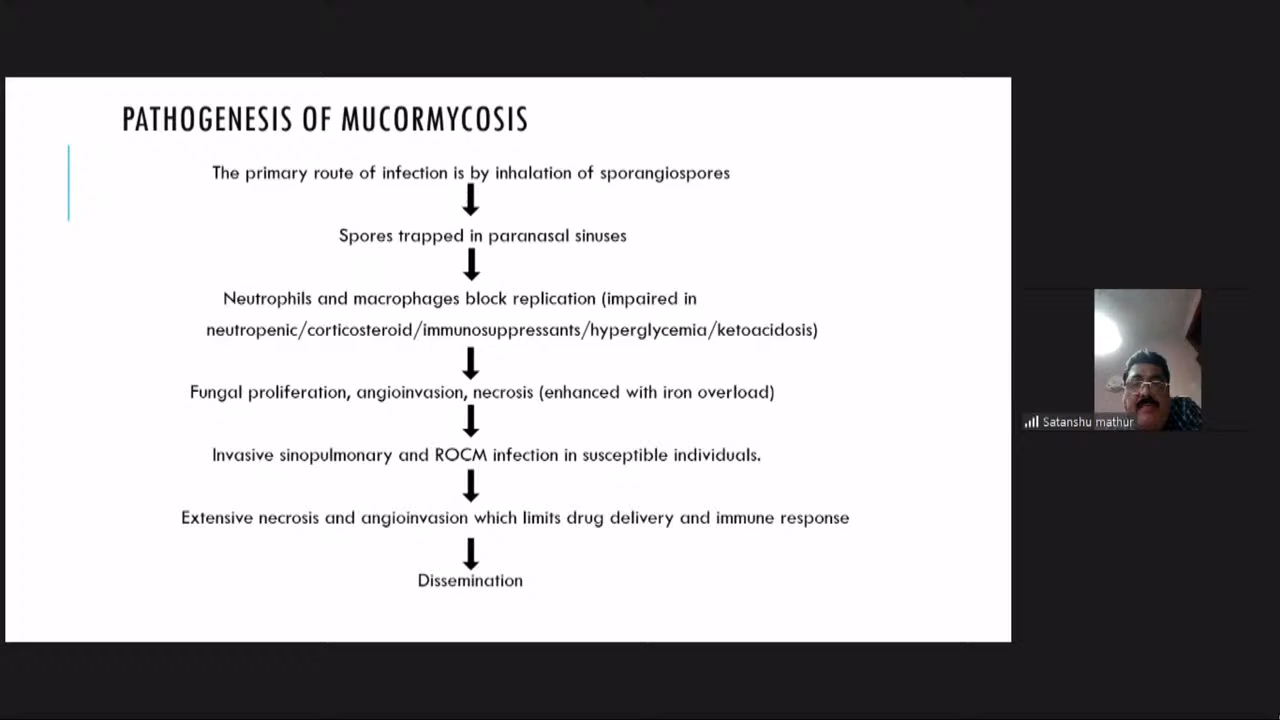 PATHOGENESIS OF MUCORMYCOSIS
The primary route of infection is by inhalation of sporangiospores
Spores trapped in paranasal sinuses
Neutrophils and macrophages block replication (impaired in
neutropenic/corticosteroid/immunosuppressants/hyperglycemia/ketoacidosis)
Fungal proliferation, angioinvasion, necrosis (enhanced with iron overload)
Invasive sinopulmonary and ROCM infection in susceptible individuals.
Extensive necrosis and angioinvasion which limits drug delivery and immune response
Dissemination
Satanshu mathur